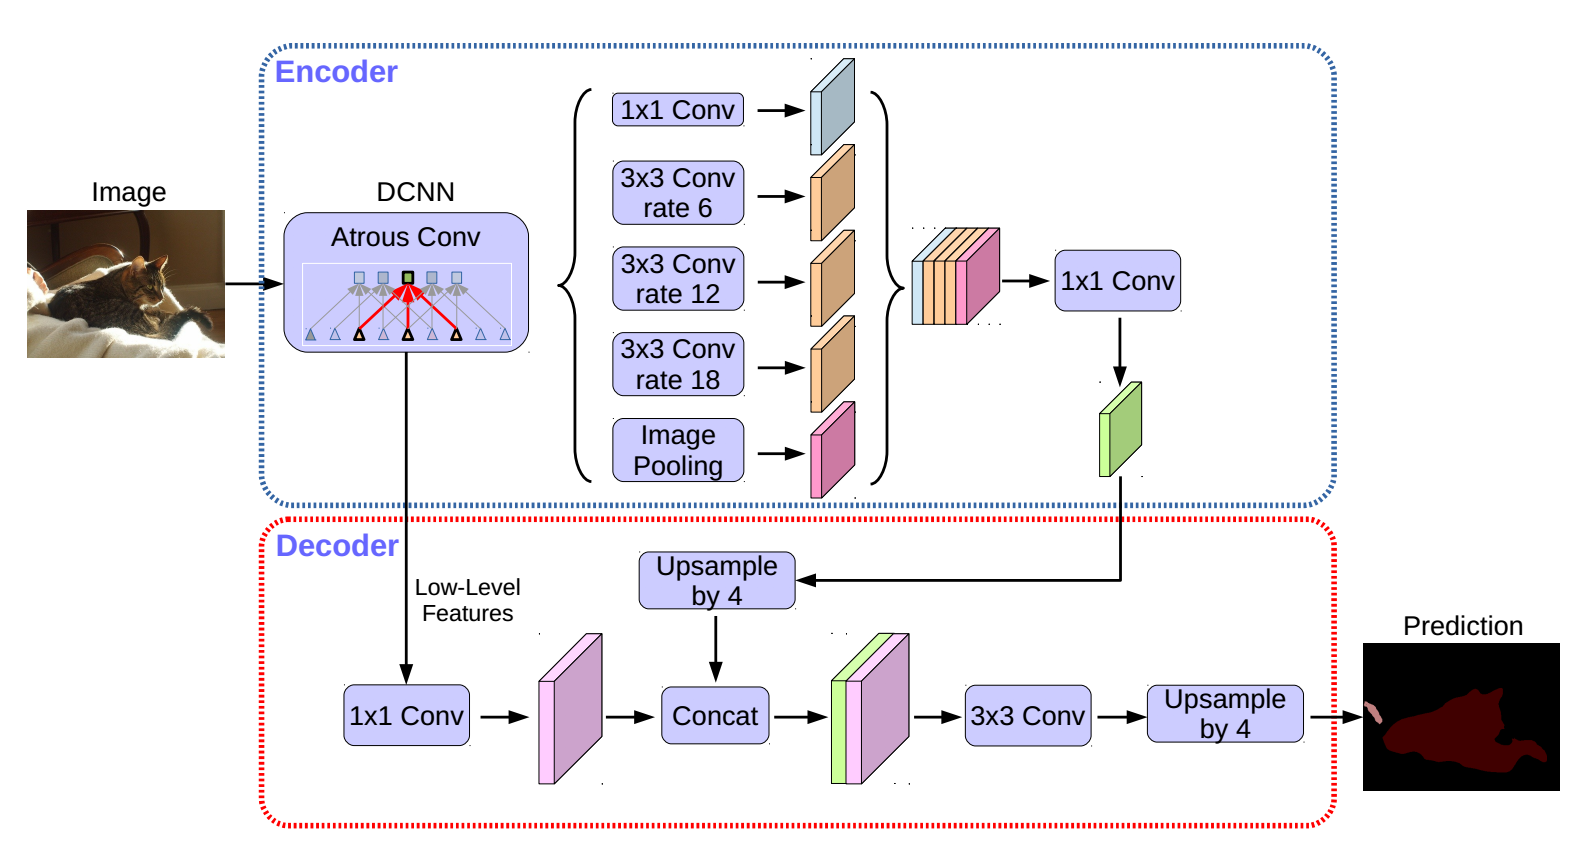 Encoder
Image
DCNN
Atrous Conv
1x1 Conv
3x3 Conv
rate 6
3x3 Conv
rate 12
3x3 Conv
rate 18
Image
Pooling
1x1 Conv
Decoder
Low-Level
Features
Upsample
by 4
1x1 Conv
Concat
3x3 Conv
Upsample
by 4
Prediction